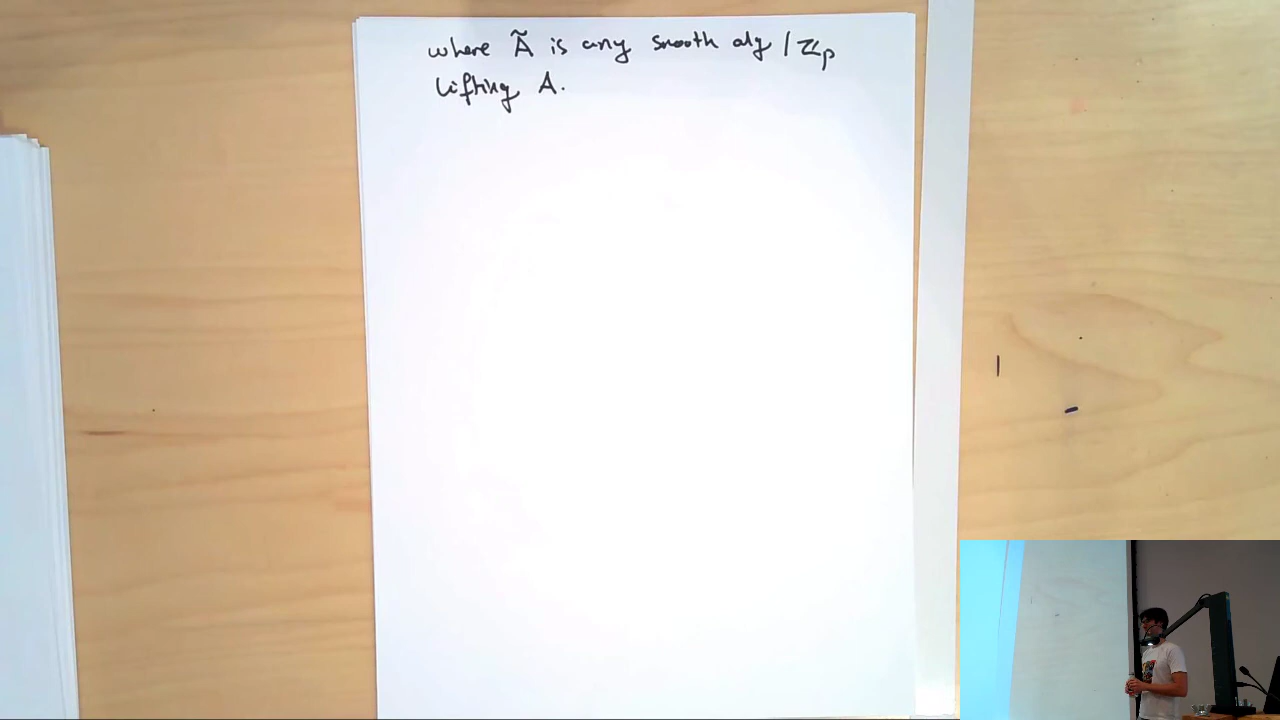 where Ã is any smooth alg / ℤp
lifting A.